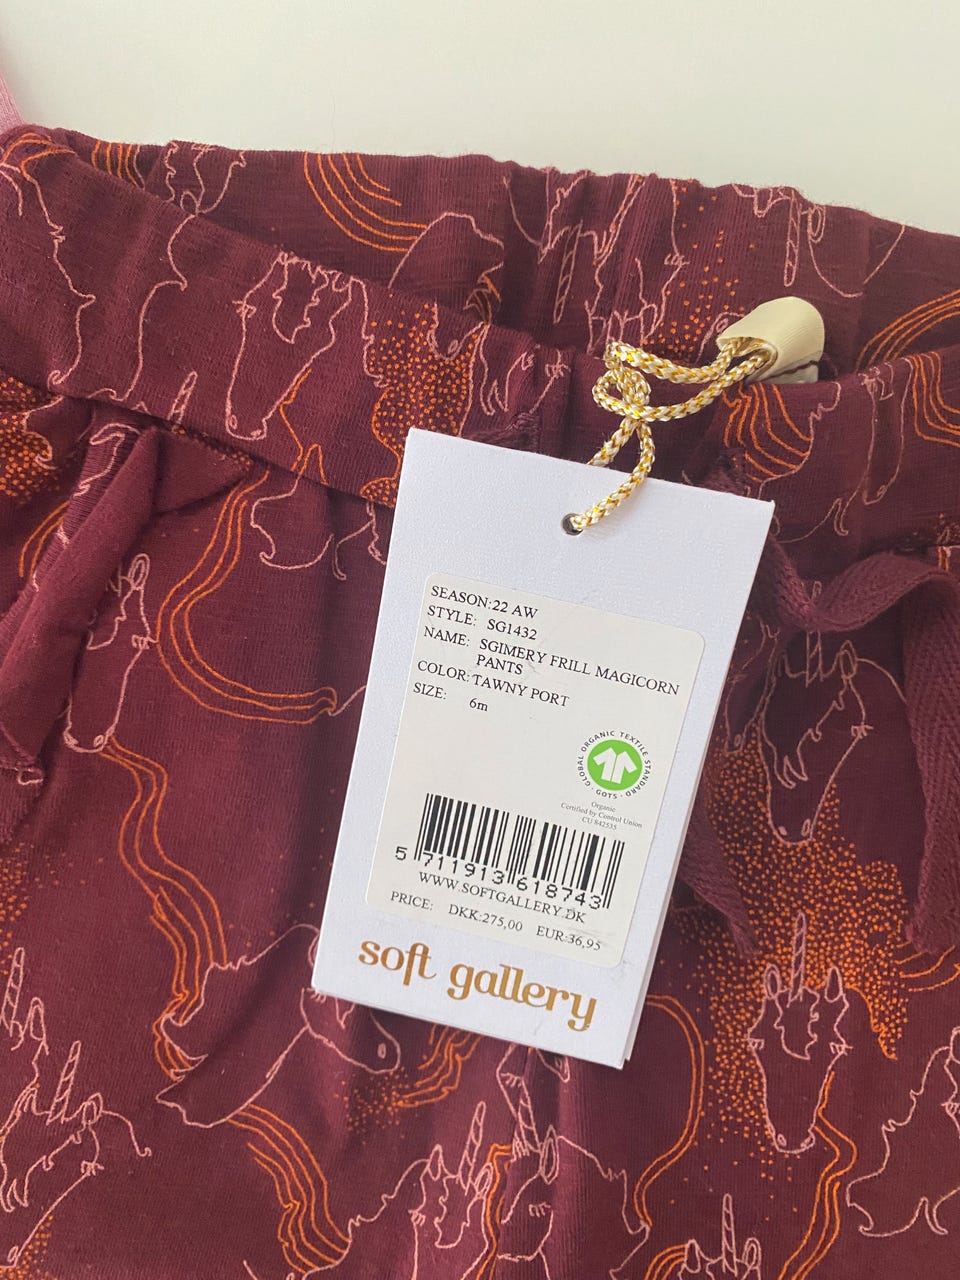 SEASON:22 AW
STYLE: SG1432
NAME: SGIMERY FRILL MAGICORN
PANTS
COLOR:TAWNY PORT
SIZE: 6m
GLOBAL ORGANIC TEXTILE STANDARD · GOTS ·
Organic
Certified by Control Union
CU 842535
5 711913 618743
WWW.SOFTGALLERY.DK
PRICE: DKK:275,00 EUR:36,95
soft gallery